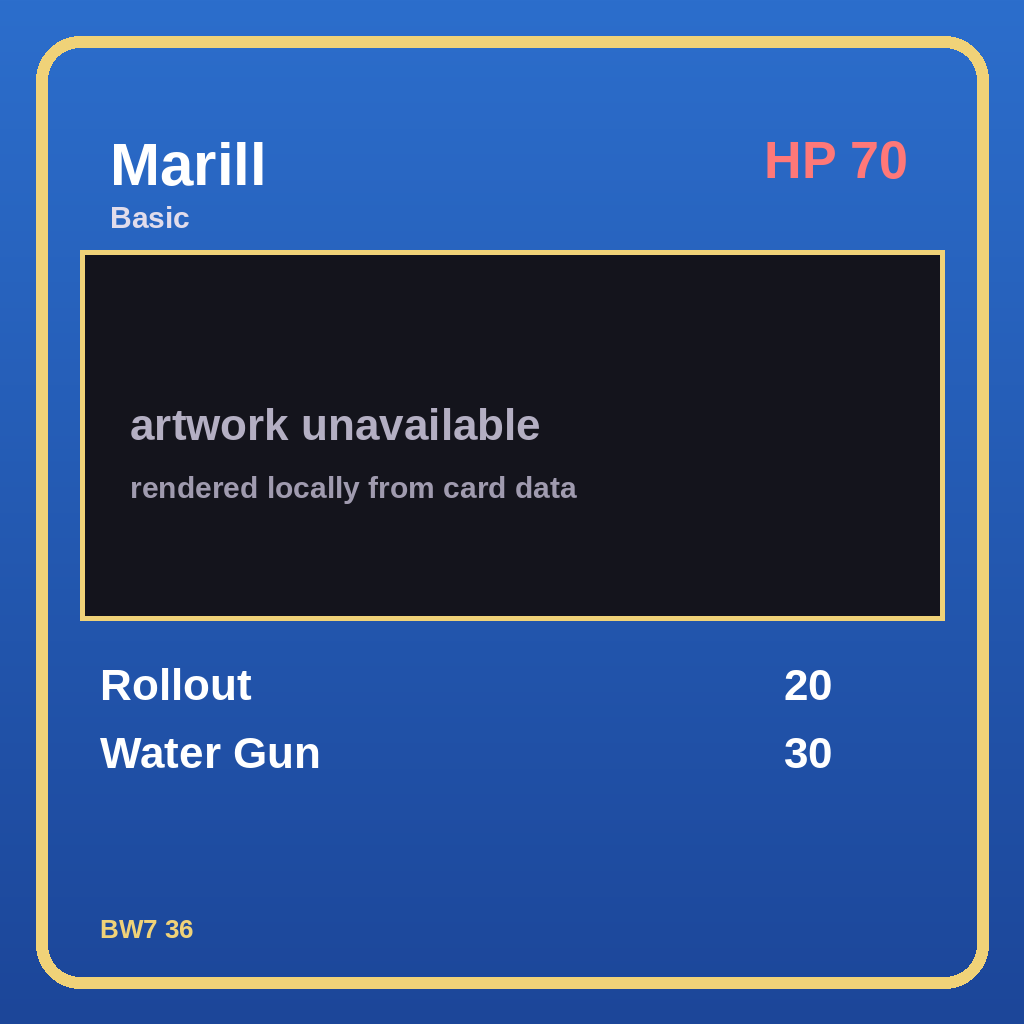 Marill
HP 70
Basic
artwork unavailable
rendered locally from card data
Rollout 20
Water Gun 30
BW7 36